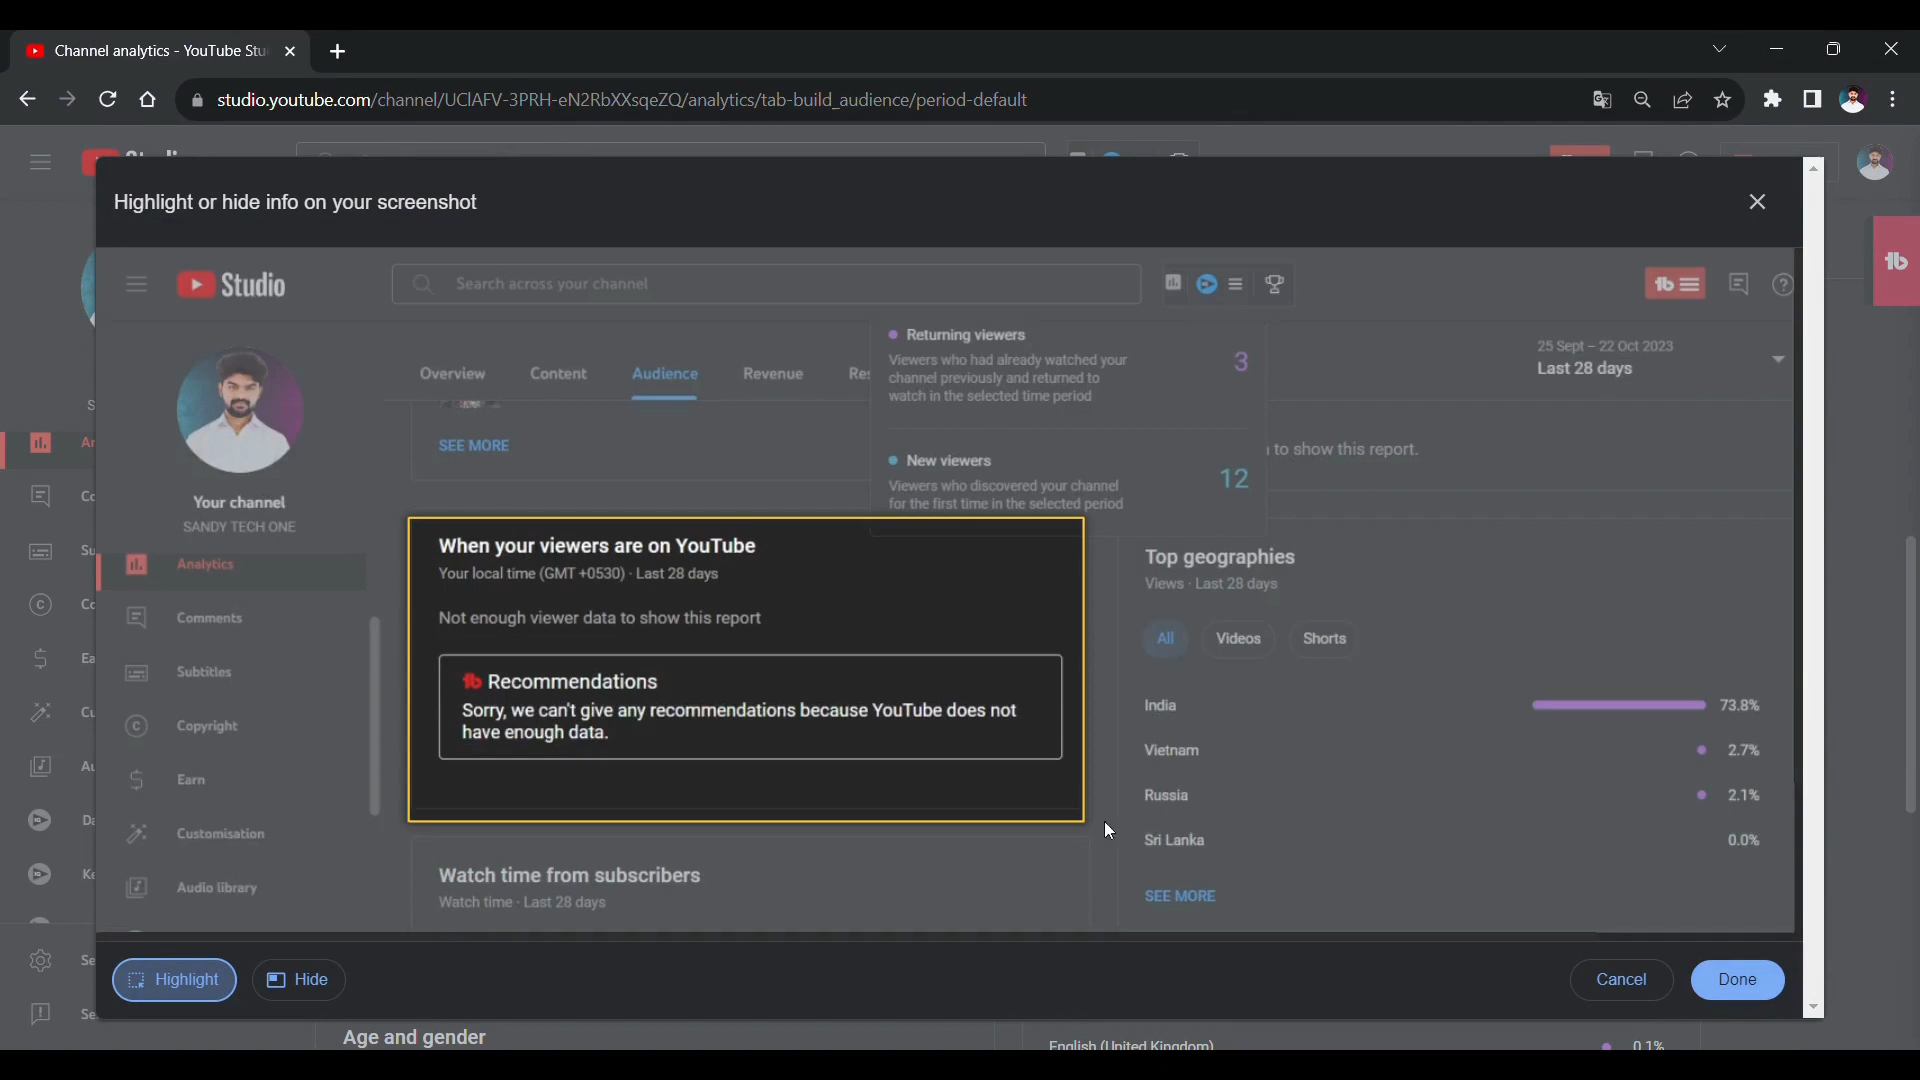 Channel analytics - YouTube Stu
studio.youtube.com/channel/UClAFV-3PRH-eN2RbXXsqeZQ/analytics/tab-build_audience/period-default
Highlight or hide info on your screenshot
Studio
Search across your channel
Returning viewers
Viewers who had already watched your
channel previously and returned to
watch in the selected time period
3
25 Sept – 22 Oct 2023
Last 28 days
Overview
Content
Audience
Revenue
Res
SEE MORE
New viewers
Viewers who discovered your channel
for the first time in the selected period
12
to show this report.
Your channel
SANDY TECH ONE
Analytics
Comments
Subtitles
Copyright
Earn
Customisation
Audio library
When your viewers are on YouTube
Your local time (GMT +0530) · Last 28 days
Not enough viewer data to show this report
tb Recommendations
Sorry, we can't give any recommendations because YouTube does not
have enough data.
Watch time from subscribers
Watch time · Last 28 days
Top geographies
Views · Last 28 days
All
Videos
Shorts
India 73.8%
Vietnam 2.7%
Russia 2.1%
Sri Lanka 0.0%
SEE MORE
Highlight
Hide
Cancel
Done
Age and gender
English (United Kingdom) 0.1%